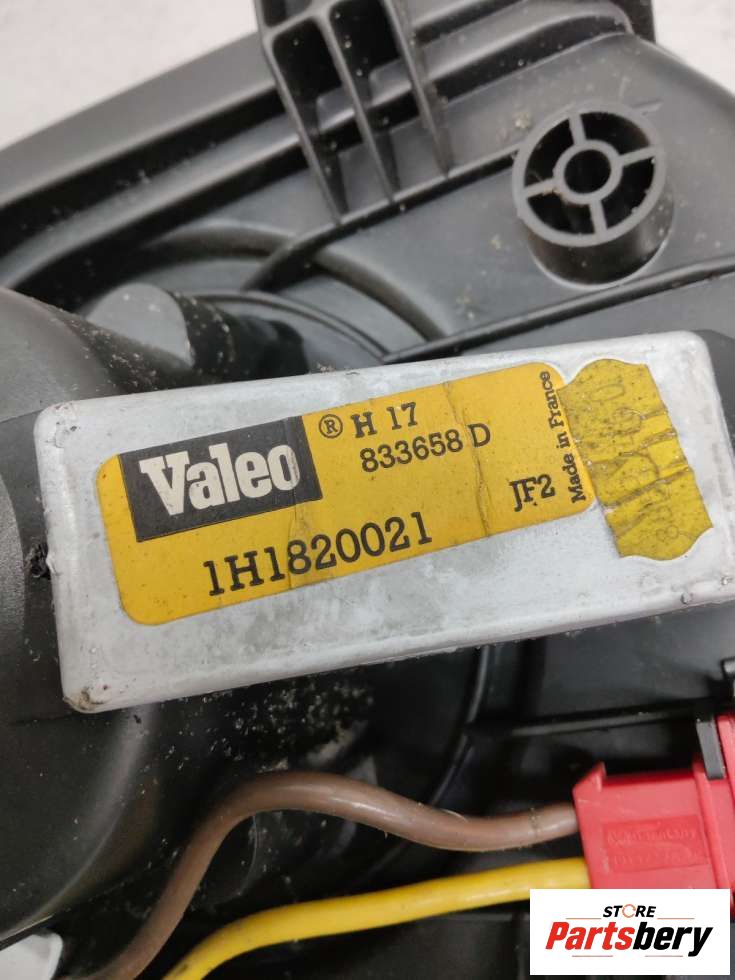 Valeo ®
H 17
833658 D
JF2
Made in France
1H1820021
STORE
Partsbery